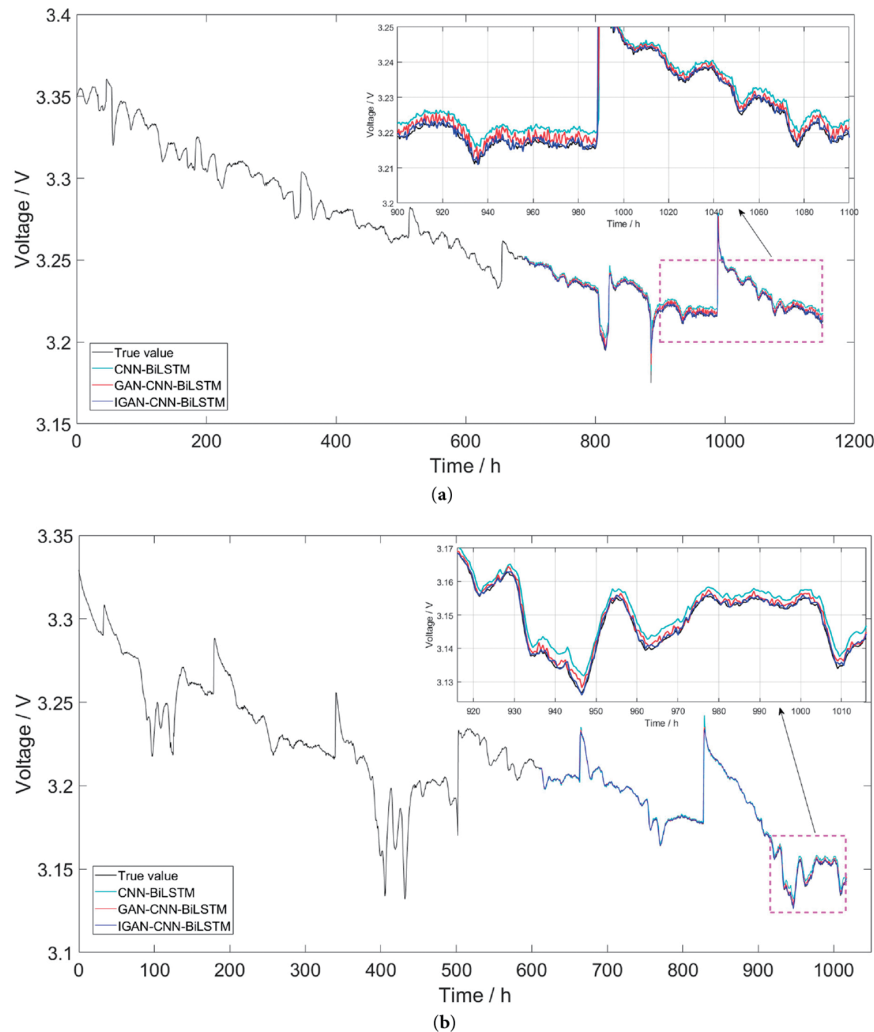 3.4
3.35
3.3
3.25
3.2
3.15
Voltage / V
0 200 400 600 800 1000 1200
Time / h
True value
CNN-BiLSTM
GAN-CNN-BiLSTM
IGAN-CNN-BiLSTM
3.25
3.24
3.23
3.22
3.21
3.2
Voltage / V
900 920 940 960 980 1000 1020 1040 1060 1080 1100
Time / h
(a)
3.35
3.3
3.25
3.2
3.15
3.1
Voltage / V
0 100 200 300 400 500 600 700 800 900 1000
Time / h
True value
CNN-BiLSTM
GAN-CNN-BiLSTM
IGAN-CNN-BiLSTM
3.17
3.16
3.15
3.14
3.13
Voltage / V
920 930 940 950 960 970 980 990 1000 1010
Time / h
(b)